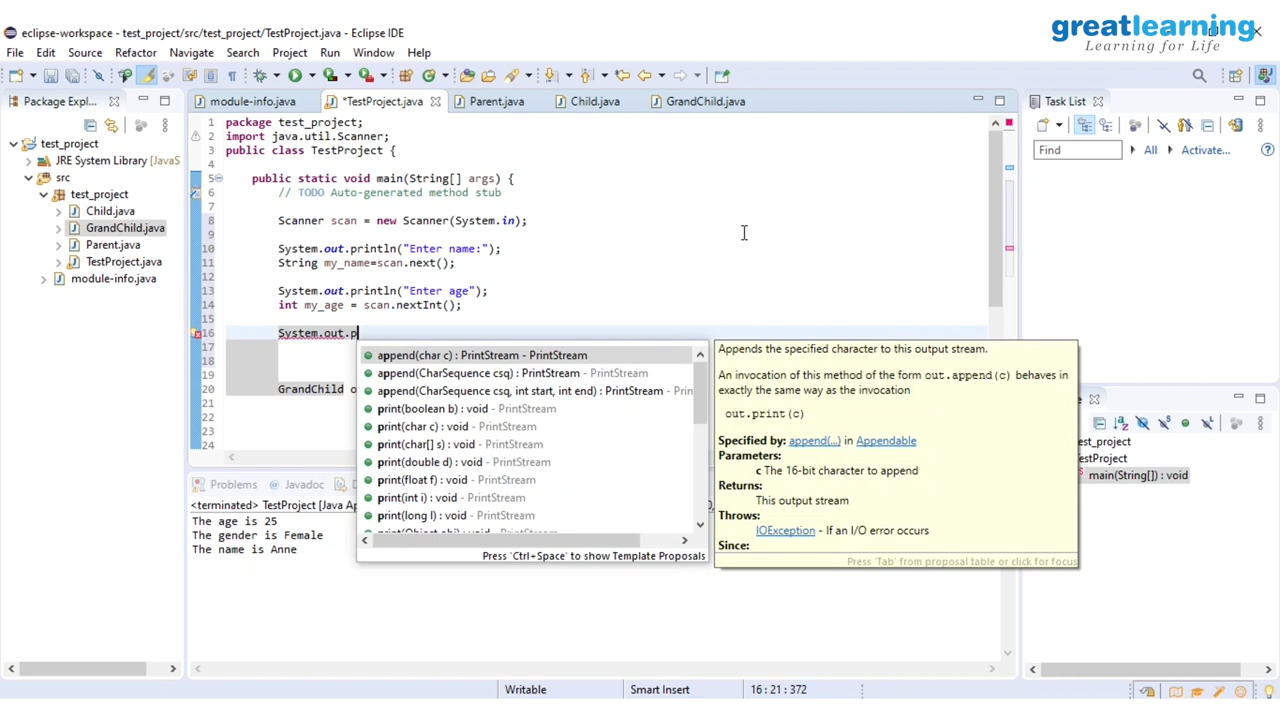 eclipse-workspace - test_project/src/test_project/TestProject.java - Eclipse IDE
greatlearning
Learning for Life
File Edit Source Refactor Navigate Search Project Run Window Help
Package Expl...
module-info.java
*TestProject.java
Parent.java
Child.java
GrandChild.java
Task List
test_project
JRE System Library [JavaS
src
test_project
Child.java
GrandChild.java
Parent.java
TestProject.java
module-info.java
1 package test_project;
2 import java.util.Scanner;
3 public class TestProject {
4
5 public static void main(String[] args) {
6 // TODO Auto-generated method stub
7
8 Scanner scan = new Scanner(System.in);
9
10 System.out.println("Enter name:");
11 String my_name=scan.next();
12
13 System.out.println("Enter age");
14 int my_age = scan.nextInt();
15
16 System.out.p
17
18
19
20 GrandChild o
21
22
23
24
Find
All
Activate...
append(char c) : PrintStream - PrintStream
append(CharSequence csq) : PrintStream - PrintStream
append(CharSequence csq, int start, int end) : PrintStream - Prin
print(boolean b) : void - PrintStream
print(char c) : void - PrintStream
print(char[] s) : void - PrintStream
print(double d) : void - PrintStream
print(float f) : void - PrintStream
print(int i) : void - PrintStream
print(long l) : void - PrintStream
print(Object obj) : void - PrintStream
Press 'Ctrl+Space' to show Template Proposals
Appends the specified character to this output stream.
An invocation of this method of the form out.append(c) behaves in
exactly the same way as the invocation
out.print(c)
Specified by: append(...) in Appendable
Parameters:
c The 16-bit character to append
Returns:
This output stream
Throws:
IOException - If an I/O error occurs
Since:
Press 'Tab' from proposal table or click for focus
est_project
estProject
main(String[]) : void
Problems
Javadoc
<terminated> TestProject [Java Ap
The age is 25
The gender is Female
The name is Anne
Writable
Smart Insert
16 : 21 : 372